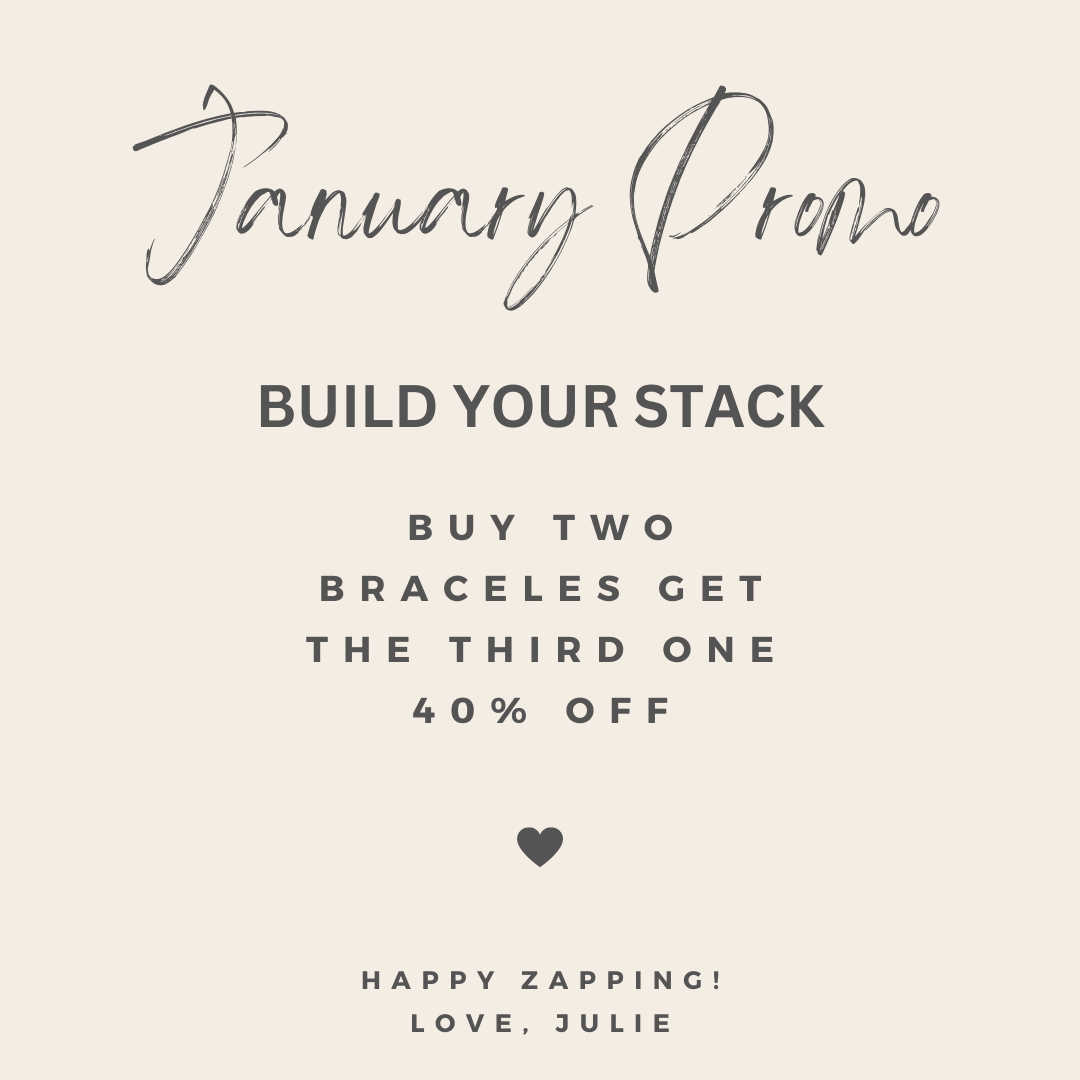 January Promo
BUILD YOUR STACK
BUY TWO
BRACELES GET
THE THIRD ONE
40% OFF
HAPPY ZAPPING!
LOVE, JULIE